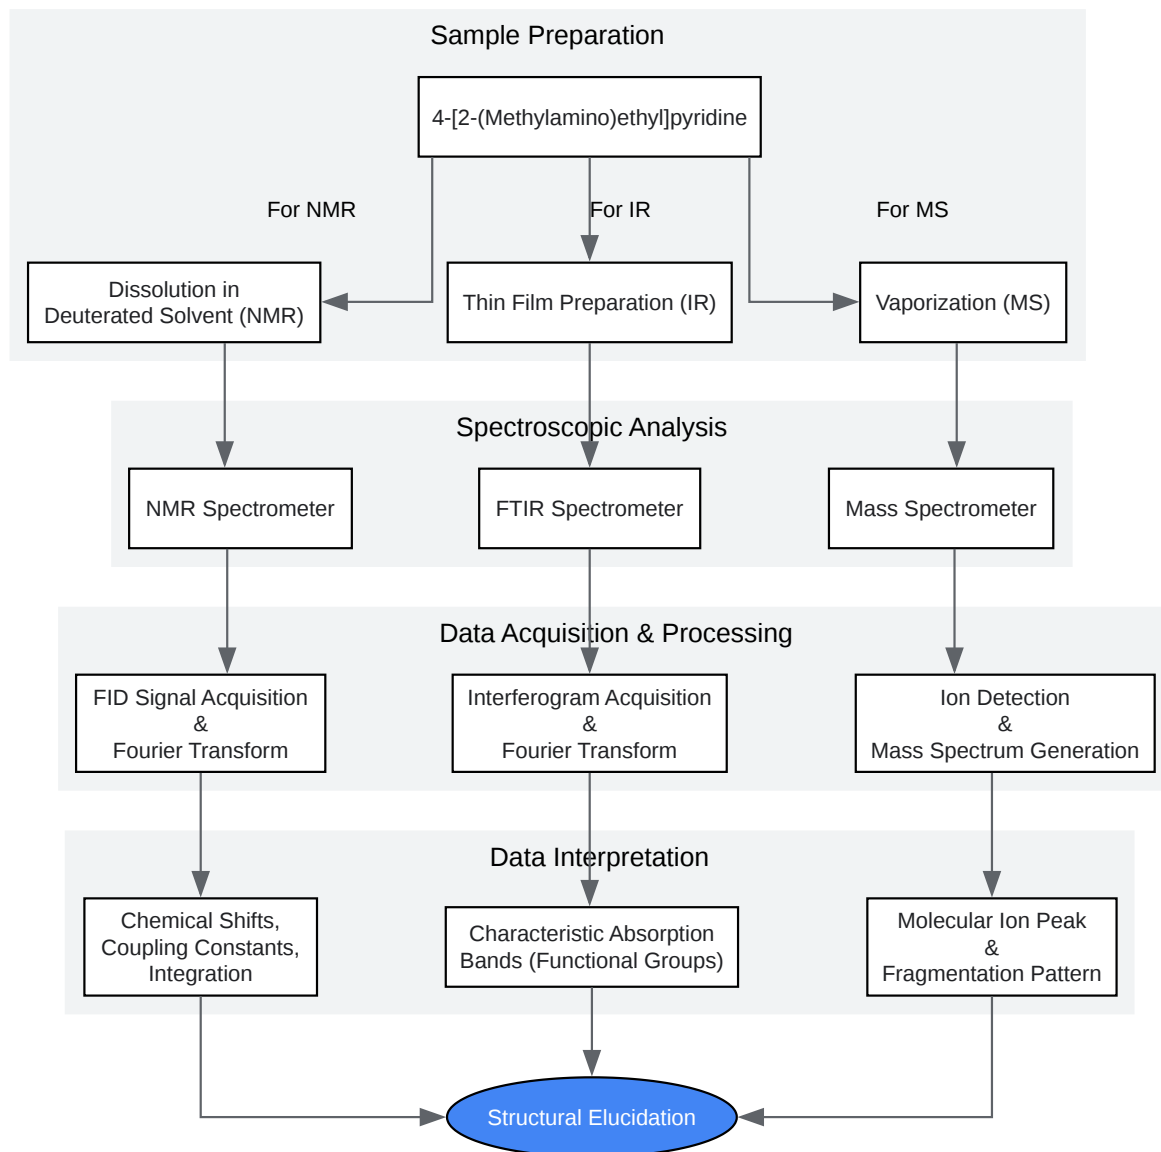 Sample Preparation
4-[2-(Methylamino)ethyl]pyridine
For NMR
For IR
For MS
Dissolution in
Deuterated Solvent (NMR)
Thin Film Preparation (IR)
Vaporization (MS)
Spectroscopic Analysis
NMR Spectrometer
FTIR Spectrometer
Mass Spectrometer
Data Acquisition & Processing
FID Signal Acquisition
&
Fourier Transform
Interferogram Acquisition
&
Fourier Transform
Ion Detection
&
Mass Spectrum Generation
Data Interpretation
Chemical Shifts,
Coupling Constants,
Integration
Characteristic Absorption
Bands (Functional Groups)
Molecular Ion Peak
&
Fragmentation Pattern
Structural Elucidation